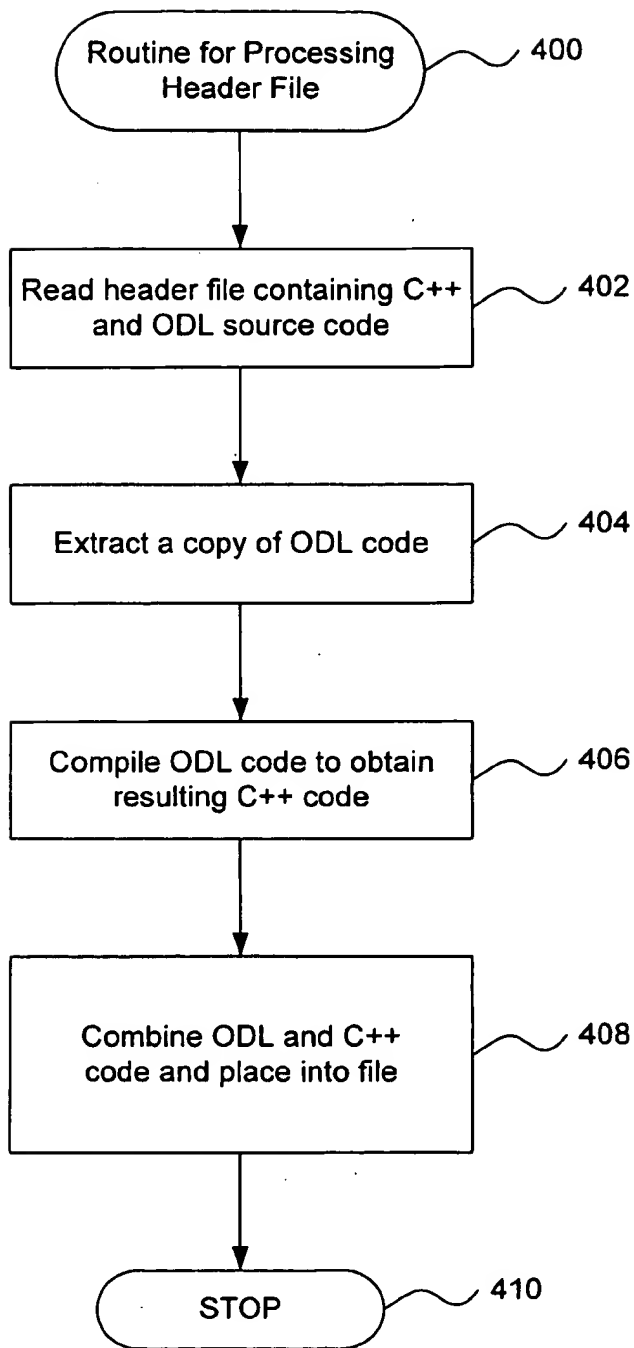 Routine for Processing
Header File
400
Read header file containing C++
and ODL source code
402
Extract a copy of ODL code
404
Compile ODL code to obtain
resulting C++ code
406
Combine ODL and C++
code and place into file
408
STOP
410